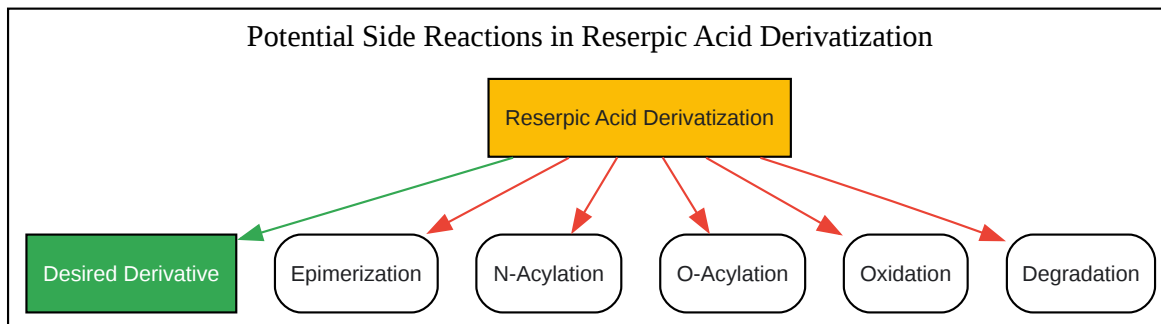 Potential Side Reactions in Reserpic Acid Derivatization
Reserpic Acid Derivatization
Desired Derivative
Epimerization
N-Acylation
O-Acylation
Oxidation
Degradation